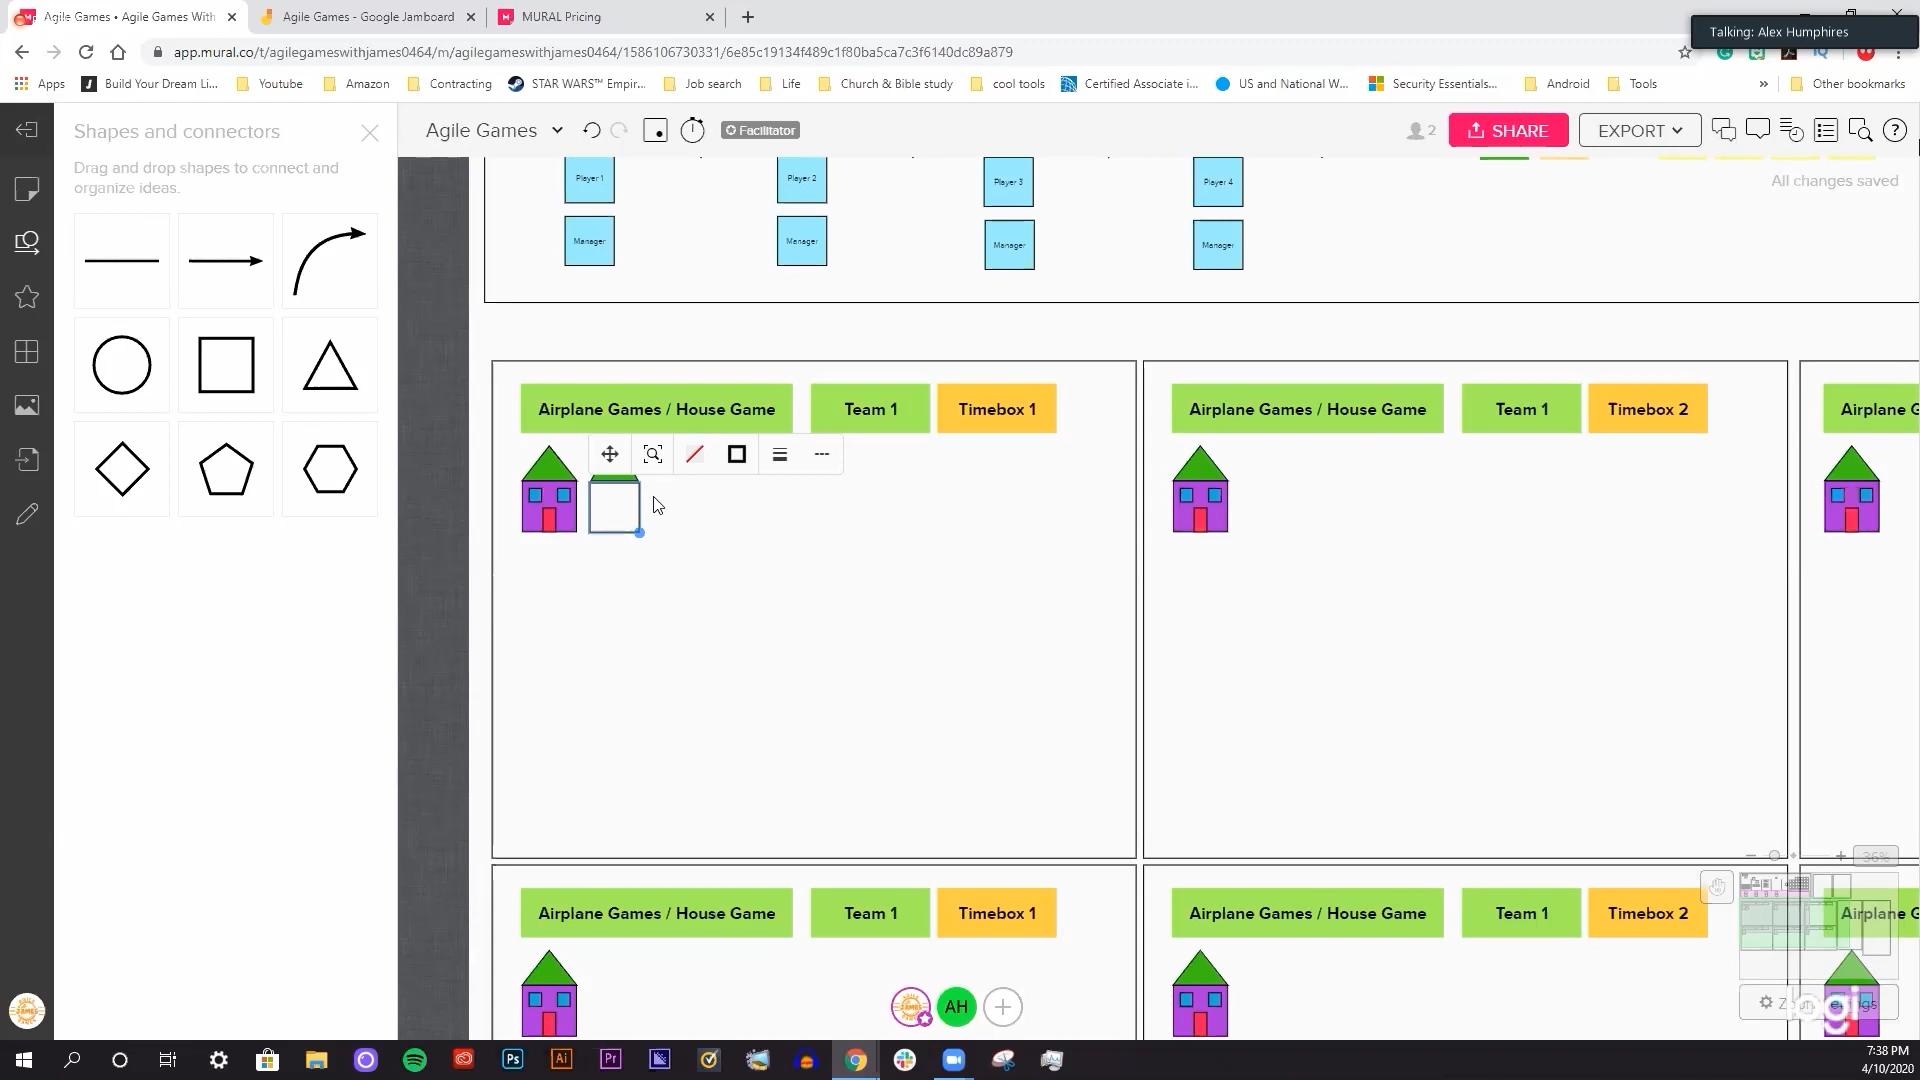 Agile Games • Agile Games With
Agile Games - Google Jamboard
MURAL Pricing
Talking: Alex Humphires
app.mural.co/t/agilegameswithjames0464/m/agilegameswithjames0464/1586106730331/6e85c19134f489c1f80ba5ca7c3f6140dc89a879
Apps
Build Your Dream Li...
Youtube
Amazon
Contracting
STAR WARS™ Empir...
Job search
Life
Church & Bible study
cool tools
Certified Associate i...
US and National W...
Security Essentials...
Android
Tools
»
Other bookmarks
Shapes and connectors
Drag and drop shapes to connect and
organize ideas.
Agile Games
Facilitator
2
SHARE
EXPORT
?
All changes saved
Player 1
Player 2
Player 3
Player 4
Manager
Manager
Manager
Manager
Airplane Games / House Game
Team 1
Timebox 1
Airplane Games / House Game
Team 1
Timebox 2
Airplane G
36%
Airplane Games / House Game
Team 1
Timebox 1
Airplane Games / House Game
Team 1
Timebox 2
Airplane G
AH
logi
Ps
Ai
Pr
7:38 PM
4/10/2020